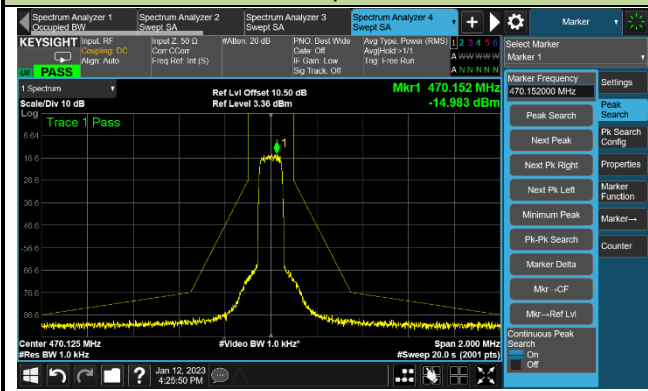 Spectrum Analyzer 1
Occupied BW
Spectrum Analyzer 2
Swept SA
Spectrum Analyzer 3
Swept SA
Spectrum Analyzer 4
Swept SA
Marker
KEYSIGHT
Input: RF
Coupling: DC
Align: Auto
Input Z: 50 Ω
Corr CCorr
Freq Ref: Int (S)
#Atten: 20 dB
PNO: Best Wide
Gate: Off
IF Gain: Low
Sig Track: Off
Avg Type: Power (RMS)
Avg|Hold:>1/1
Trig: Free Run
1 2 3 4 5 6
A W W W W W
A N N N N N
PASS
Select Marker
Marker 1
Marker Frequency
470.152000 MHz
Peak Search
Next Peak
Next Pk Right
Next Pk Left
Minimum Peak
Pk-Pk Search
Marker Delta
Mkr→CF
Mkr→Ref Lvl
Continuous Peak
Search
On
Off
Settings
Peak
Search
Pk Search
Config
Properties
Marker
Function
Marker→
Counter
1 Spectrum
Scale/Div 10 dB
Ref Lvl Offset 10.50 dB
Ref Level 3.36 dBm
Mkr1 470.152 MHz
-14.983 dBm
Log
Trace 1 Pass
1
-6.64
-16.6
-26.6
-36.6
-46.6
-56.6
-66.6
-76.6
-86.6
Center 470.125 MHz
#Res BW 1.0 kHz
#Video BW 1.0 kHz*
Span 2.000 MHz
#Sweep 20.0 s (2001 pts)
?
Jan 12, 2023
4:25:50 PM